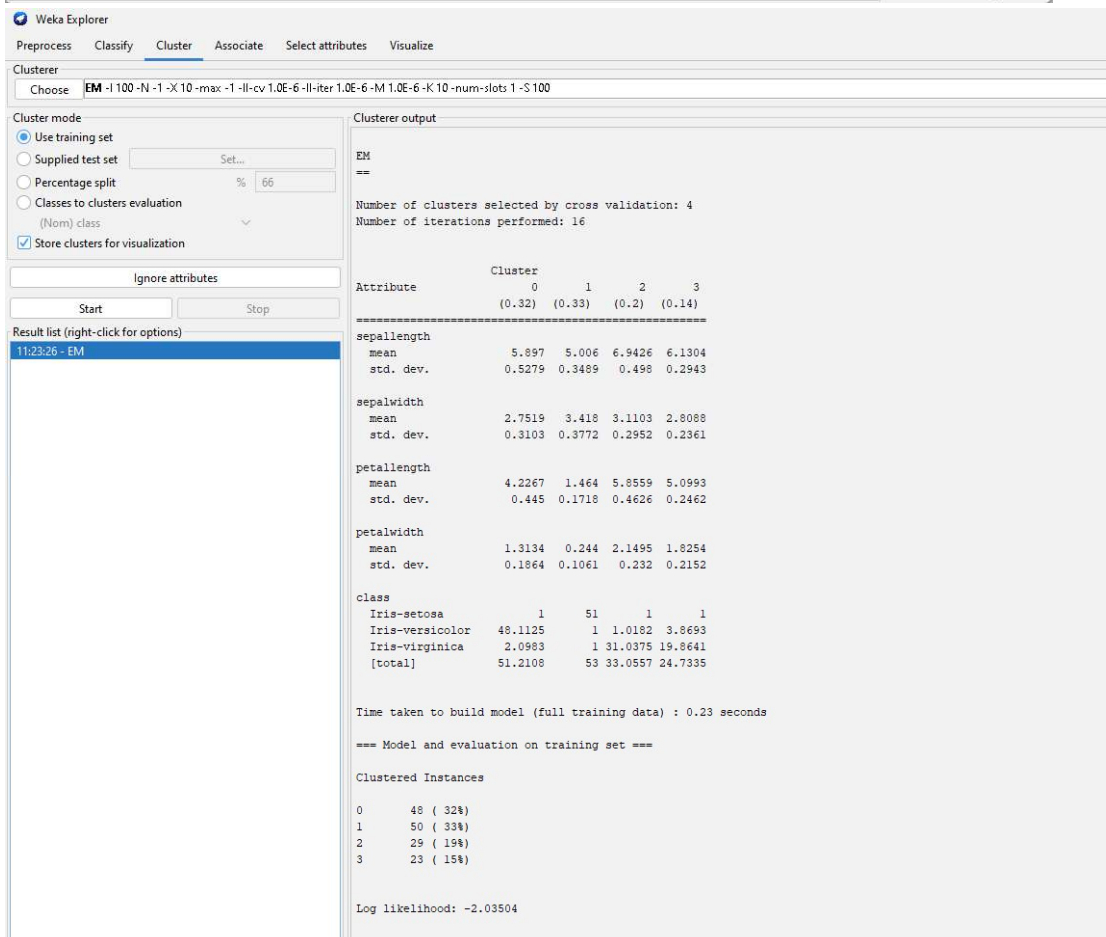 Weka Explorer
Preprocess Classify Cluster Associate Select attributes Visualize
Clusterer
Choose EM -I 100 -N -1 -X 10 -max -1 -ll-cv 1.0E-6 -ll-iter 1.0E-6 -M 1.0E-6 -K 10 -num-slots 1 -S 100
Cluster mode
Use training set
Supplied test set Set...
Percentage split % 66
Classes to clusters evaluation
(Nom) class
Store clusters for visualization
Ignore attributes
Start Stop
Result list (right-click for options)
11:23:26 - EM
Clusterer output
EM
==
Number of clusters selected by cross validation: 4
Number of iterations performed: 16
Cluster
Attribute 0 1 2 3
(0.32) (0.33) (0.2) (0.14)
======================================================
sepallength
mean 5.897 5.006 6.9426 6.1304
std. dev. 0.5279 0.3489 0.498 0.2943
sepalwidth
mean 2.7519 3.418 3.1103 2.8088
std. dev. 0.3103 0.3772 0.2952 0.2361
petallength
mean 4.2267 1.464 5.8559 5.0993
std. dev. 0.445 0.1718 0.4626 0.2462
petalwidth
mean 1.3134 0.244 2.1495 1.8254
std. dev. 0.1864 0.1061 0.232 0.2152
class
Iris-setosa 1 51 1 1
Iris-versicolor 48.1125 1 1.0182 3.8693
Iris-virginica 2.0983 1 31.0375 19.8641
[total] 51.2108 53 33.0557 24.7335
Time taken to build model (full training data) : 0.23 seconds
=== Model and evaluation on training set ===
Clustered Instances
0 48 ( 32%)
1 50 ( 33%)
2 29 ( 19%)
3 23 ( 15%)
Log likelihood: -2.03504